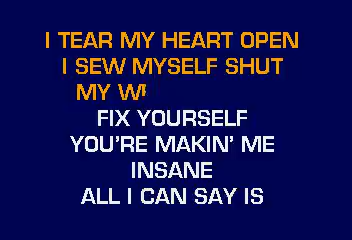 I TEAR MY HEART OPEN
I SEW MYSELF SHUT
MY
FIX YOURSELF
YOU'RE MAKIN' ME
INSANE
ALL I CAN SAY IS